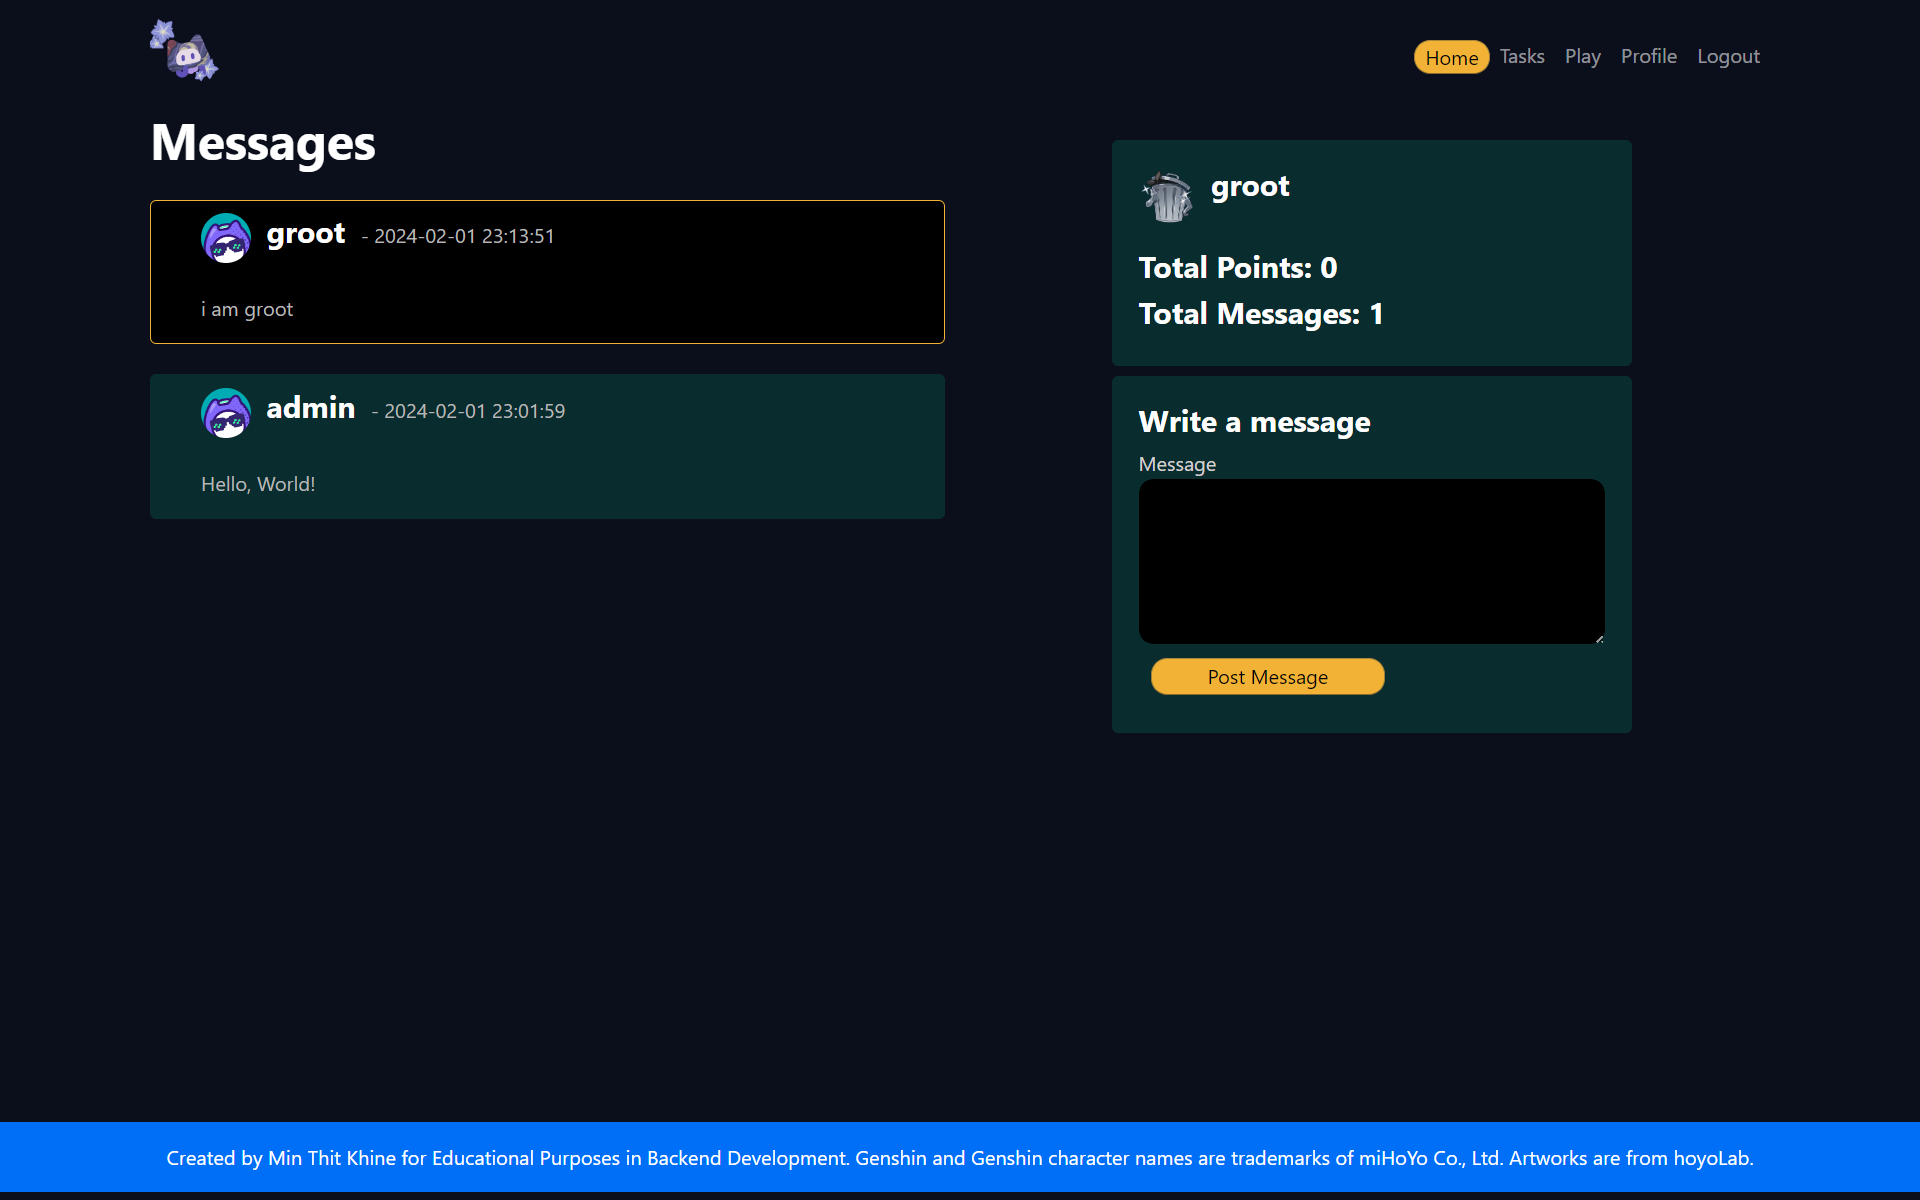 Home Tasks Play Profile Logout
Messages
groot - 2024-02-01 23:13:51
i am groot
admin - 2024-02-01 23:01:59
Hello, World!
groot
Total Points: 0
Total Messages: 1
Write a message
Message
Post Message
Created by Min Thit Khine for Educational Purposes in Backend Development. Genshin and Genshin character names are trademarks of miHoYo Co., Ltd. Artworks are from hoyoLab.